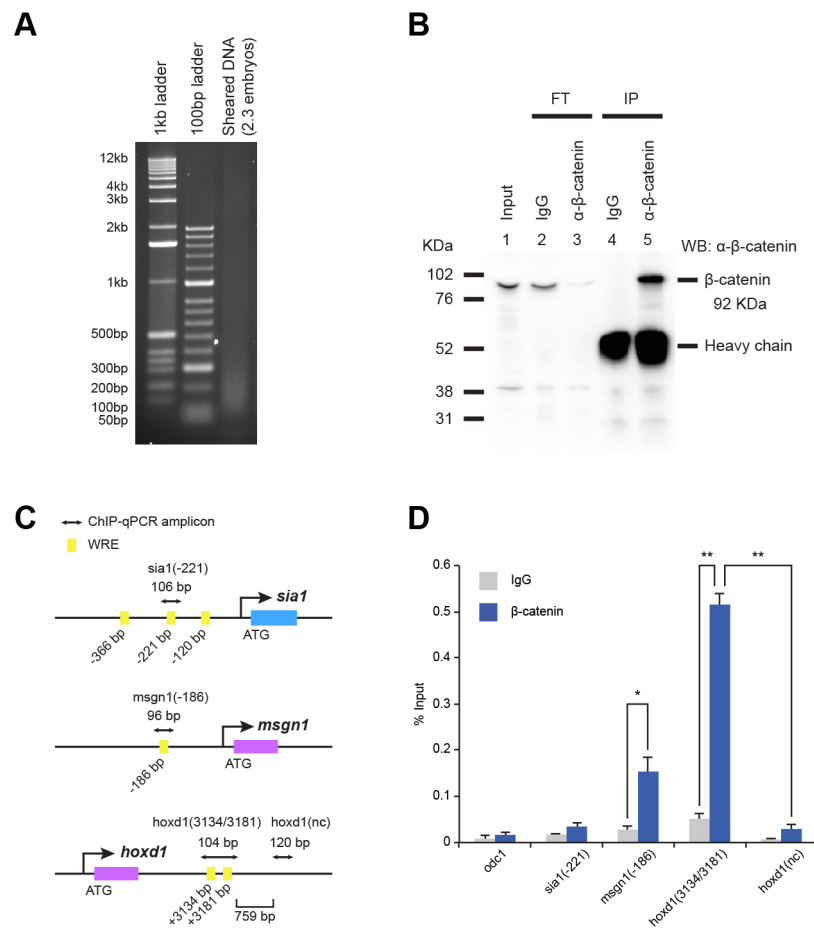 A
1kb ladder
100bp ladder
Sheared DNA
(2.3 embryos)
12kb
4kb
3kb
2kb
1kb
500bp
300bp
200bp
100bp
50bp
B
FT
IP
Input
IgG
α-β-catenin
IgG
α-β-catenin
KDa
1
2
3
4
5
WB: α-β-catenin
102
76
52
38
31
β-catenin
92 KDa
Heavy chain
C
ChIP-qPCR amplicon
WRE
sia1(-221)
106 bp
sia1
-366 bp
-221 bp
-120 bp
ATG
msgn1(-186)
96 bp
msgn1
-186 bp
ATG
hoxd1(3134/3181)
hoxd1(nc)
104 bp
120 bp
hoxd1
ATG
+3134 bp
+3181 bp
759 bp
D
% Input
0.6
0.5
0.4
0.3
0.2
0.1
0
IgG
β-catenin
*
**
**
odc1
sia1(-221)
msgn1(-186)
hoxd1(3134/3181)
hoxd1(nc)